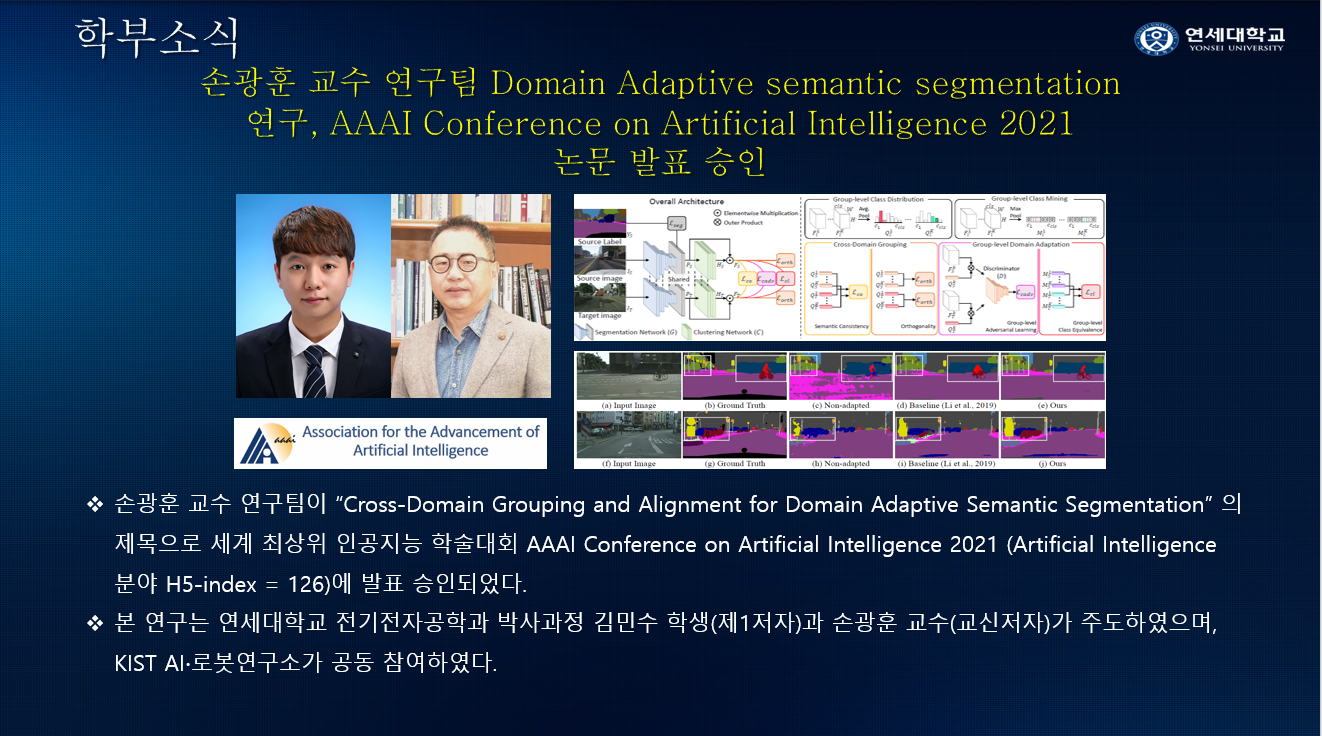 학부소식
연세대학교
YONSEI UNIVERSITY
손광훈 교수 연구팀 Domain Adaptive semantic segmentation
연구, AAAI Conference on Artificial Intelligence 2021
논문 발표 승인
Overall Architecture
Elementwise Multiplication
Outer Product
Source Label
Source image
Shared
Target image
Segmentation Network (G)
Clustering Network (C)
Group-level Class Distribution
Avg. Pool
Group-level Class Mining
Max Pool
Cross-Domain Grouping
Group-level Domain Adaptation
Discriminator (D)
Semantic Consistency
Orthogonality
Group-level Adversarial Learning
Group-level Class Equivalence
(a) Input Image
(b) Ground Truth
(c) Non-adapted
(d) Baseline (Li et al., 2019)
(e) Ours
(f) Input Image
(g) Ground Truth
(h) Non-adapted
(i) Baseline (Li et al., 2019)
(j) Ours
aaai
Association for the Advancement of
Artificial Intelligence
❖ 손광훈 교수 연구팀이 “Cross-Domain Grouping and Alignment for Domain Adaptive Semantic Segmentation” 의
제목으로 세계 최상위 인공지능 학술대회 AAAI Conference on Artificial Intelligence 2021 (Artificial Intelligence
분야 H5-index = 126)에 발표 승인되었다.
❖ 본 연구는 연세대학교 전기전자공학과 박사과정 김민수 학생(제1저자)과 손광훈 교수(교신저자)가 주도하였으며,
KIST AI·로봇연구소가 공동 참여하였다.